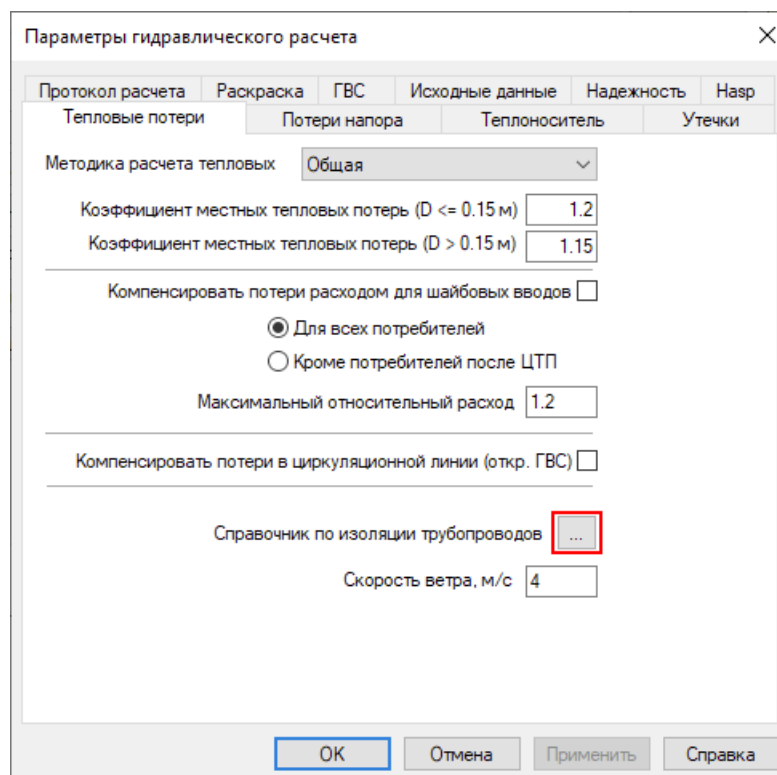 Параметры гидравлического расчета
Протокол расчета Раскраска ГВС Исходные данные Надежность Hasp
Тепловые потери Потери напора Теплоноситель Утечки
Методика расчета тепловых Общая
Коэффициент местных тепловых потерь (D <= 0.15 м) 1.2
Коэффициент местных тепловых потерь (D > 0.15 м) 1.15
Компенсировать потери расходом для шайбовых вводов
Для всех потребителей
Кроме потребителей после ЦТП
Максимальный относительный расход 1.2
Компенсировать потери в циркуляционной линии (откр. ГВС)
Справочник по изоляции трубопроводов ...
Скорость ветра, м/с 4
OK Отмена Применить Справка